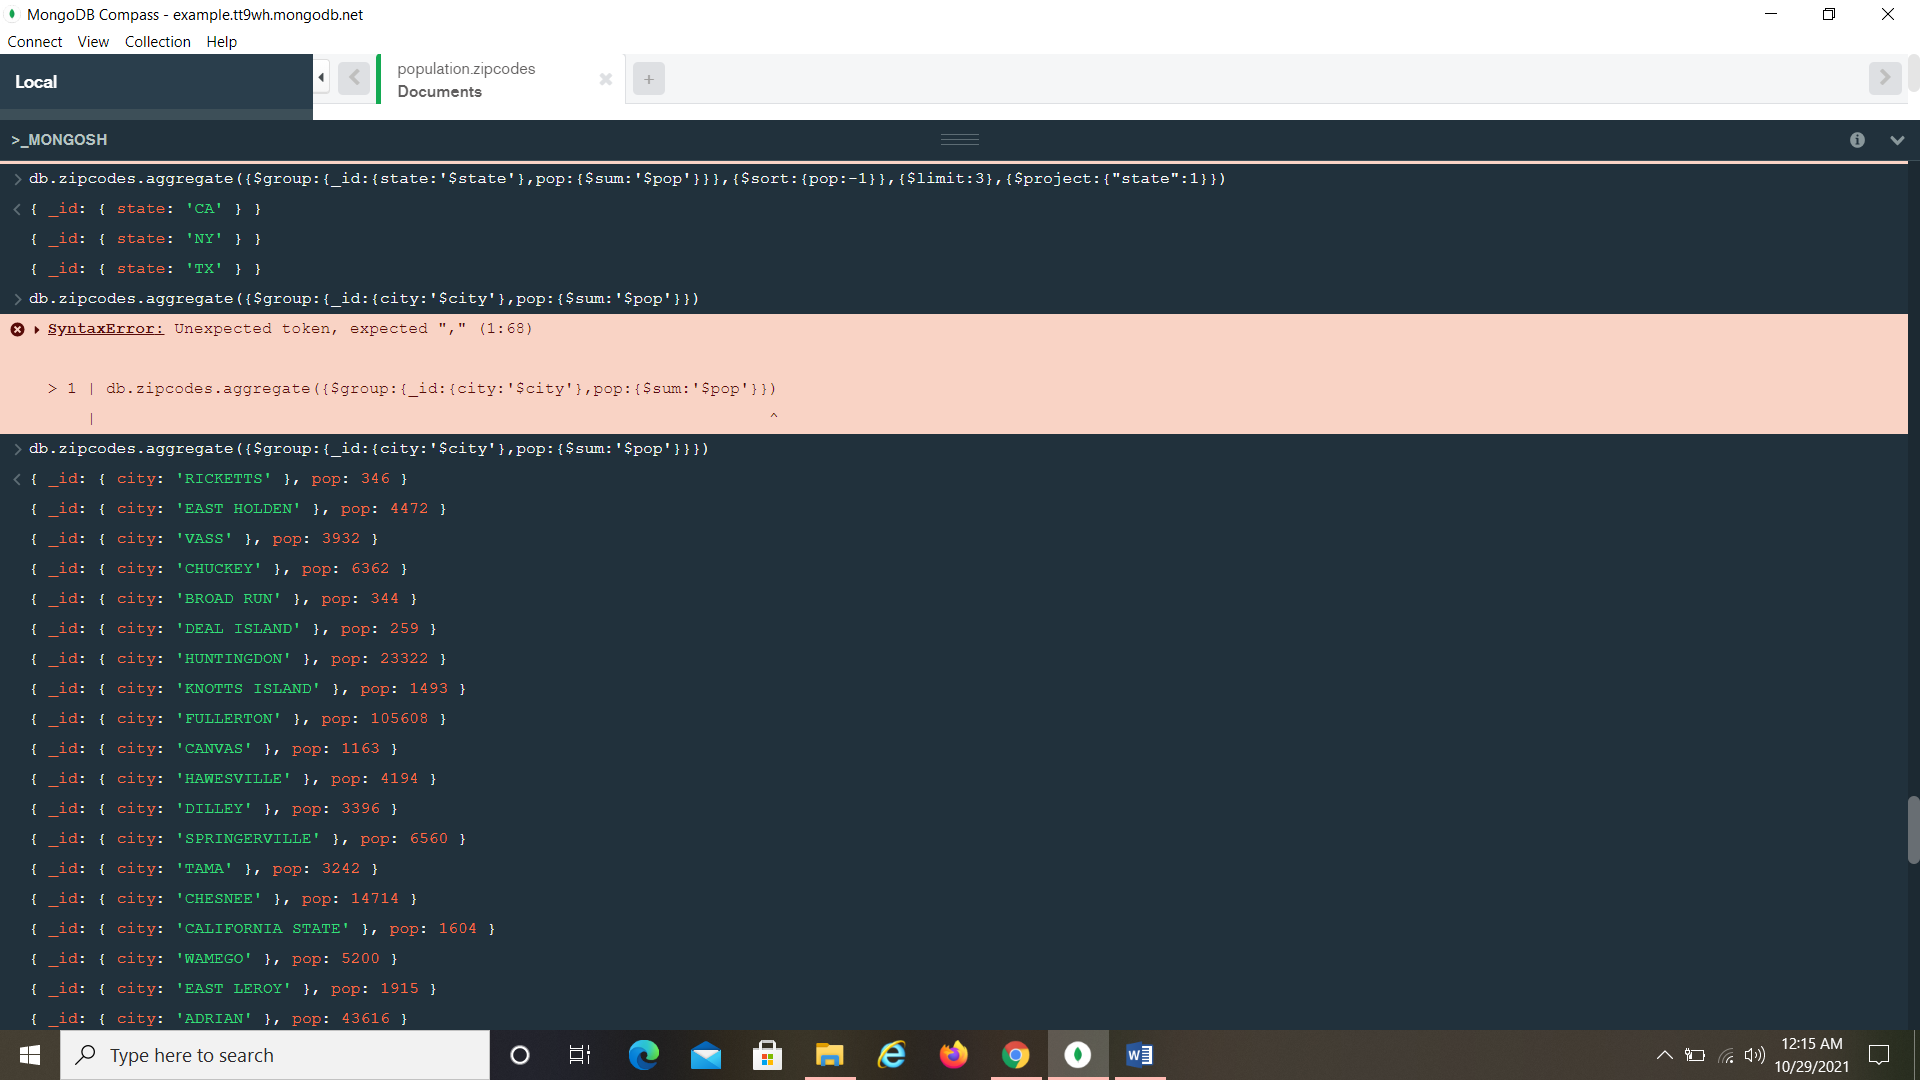 MongoDB Compass - example.tt9wh.mongodb.net
Connect View Collection Help
Local
population.zipcodes
Documents
>_MONGOSH
db.zipcodes.aggregate({$group:{_id:{state:'$state'},pop:{$sum:'$pop'}}},{$sort:{pop:-1}},{$limit:3},{$project:{"state":1}})
{ _id: { state: 'CA' } }
{ _id: { state: 'NY' } }
{ _id: { state: 'TX' } }
db.zipcodes.aggregate({$group:{_id:{city:'$city'},pop:{$sum:'$pop'}})
SyntaxError: Unexpected token, expected "," (1:68)
> 1 | db.zipcodes.aggregate({$group:{_id:{city:'$city'},pop:{$sum:'$pop'}})
| ^
db.zipcodes.aggregate({$group:{_id:{city:'$city'},pop:{$sum:'$pop'}}})
{ _id: { city: 'RICKETTS' }, pop: 346 }
{ _id: { city: 'EAST HOLDEN' }, pop: 4472 }
{ _id: { city: 'VASS' }, pop: 3932 }
{ _id: { city: 'CHUCKEY' }, pop: 6362 }
{ _id: { city: 'BROAD RUN' }, pop: 344 }
{ _id: { city: 'DEAL ISLAND' }, pop: 259 }
{ _id: { city: 'HUNTINGDON' }, pop: 23322 }
{ _id: { city: 'KNOTTS ISLAND' }, pop: 1493 }
{ _id: { city: 'FULLERTON' }, pop: 105608 }
{ _id: { city: 'CANVAS' }, pop: 1163 }
{ _id: { city: 'HAWESVILLE' }, pop: 4194 }
{ _id: { city: 'DILLEY' }, pop: 3396 }
{ _id: { city: 'SPRINGERVILLE' }, pop: 6560 }
{ _id: { city: 'TAMA' }, pop: 3242 }
{ _id: { city: 'CHESNEE' }, pop: 14714 }
{ _id: { city: 'CALIFORNIA STATE' }, pop: 1604 }
{ _id: { city: 'WAMEGO' }, pop: 5200 }
{ _id: { city: 'EAST LEROY' }, pop: 1915 }
{ _id: { city: 'ADRIAN' }, pop: 43616 }
Type here to search
12:15 AM
10/29/2021